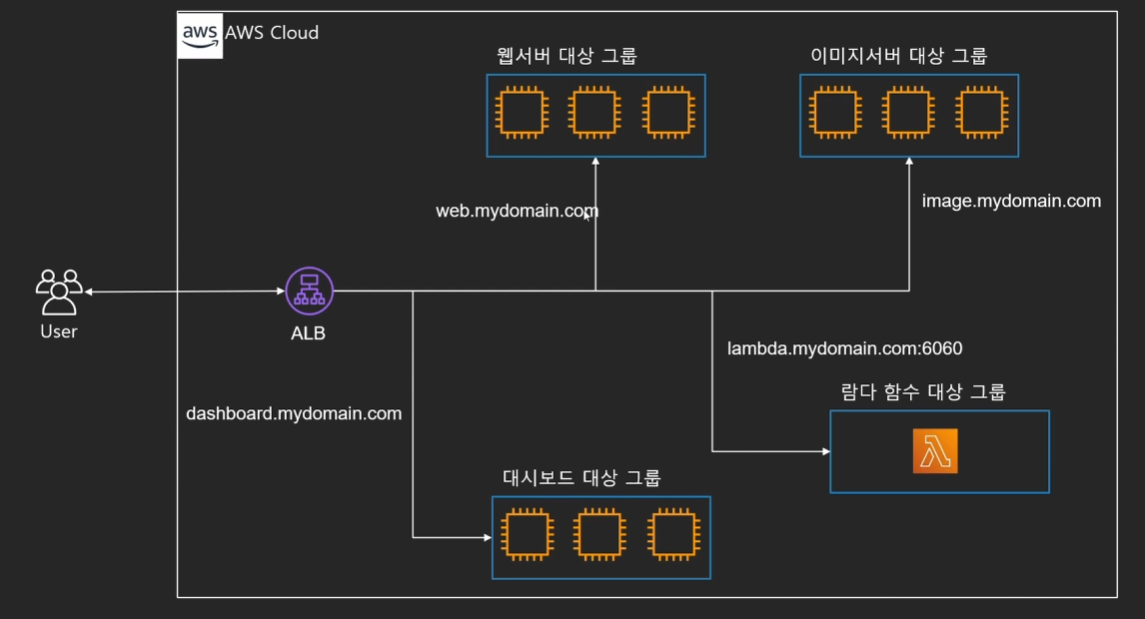 aws AWS Cloud
웹서버 대상 그룹
이미지서버 대상 그룹
web.mydomain.com
image.mydomain.com
User
ALB
lambda.mydomain.com:6060
람다 함수 대상 그룹
dashboard.mydomain.com
대시보드 대상 그룹